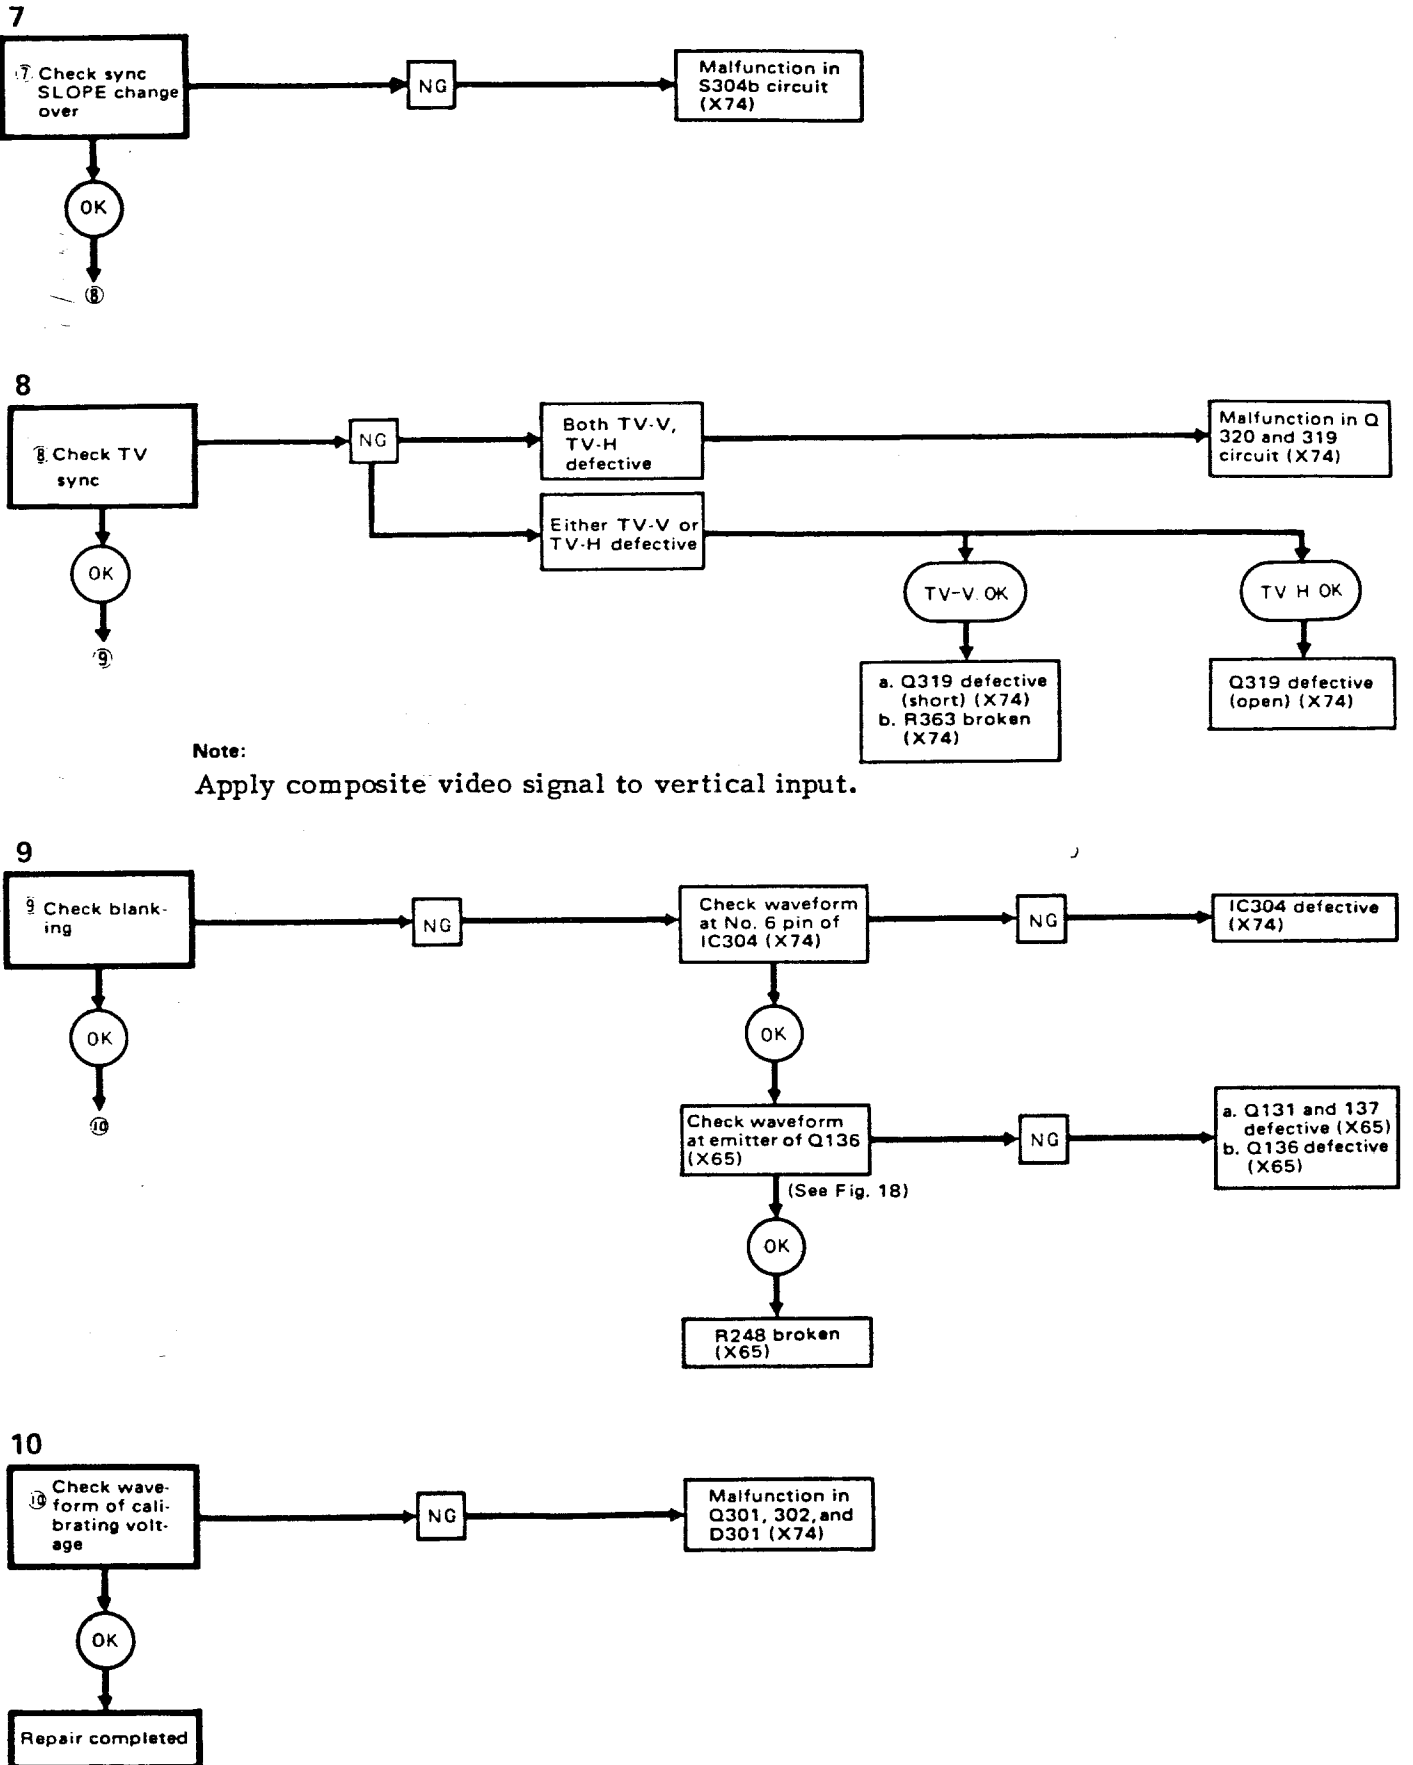 7
⑦ Check sync
SLOPE change
over
NG
Malfunction in
S304b circuit
(X74)
OK
⑧
8
⑧ Check TV
sync
NG
Both TV-V,
TV-H
defective
Malfunction in Q
320 and 319
circuit (X74)
Either TV-V or
TV-H defective
OK
TV-V. OK
TV H OK
⑨
a. Q319 defective
(short) (X74)
b. R363 broken
(X74)
Q319 defective
(open) (X74)
Note:
Apply composite video signal to vertical input.
9
⑨ Check blank-
ing
NG
Check waveform
at No. 6 pin of
IC304 (X74)
NG
IC304 defective
(X74)
OK
OK
⑩
Check waveform
at emitter of Q136
(X65)
NG
a. Q131 and 137
defective (X65)
b. Q136 defective
(X65)
(See Fig. 18)
OK
R248 broken
(X65)
10
⑩ Check wave-
form of cali-
brating volt-
age
NG
Malfunction in
Q301, 302, and
D301 (X74)
OK
Repair completed